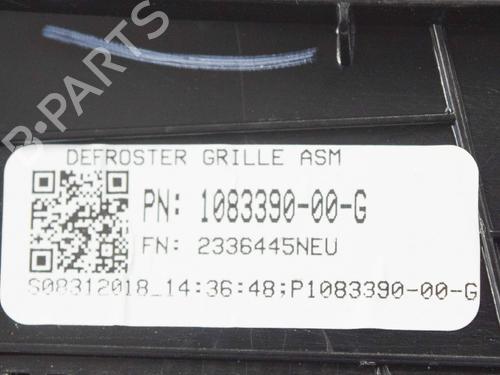 B-PARTS
DEFROSTER GRILLE ASM
PN: 1083390-00-G
FN: 2336445NEU
S08312018_14:36:48;P1083390-00-G